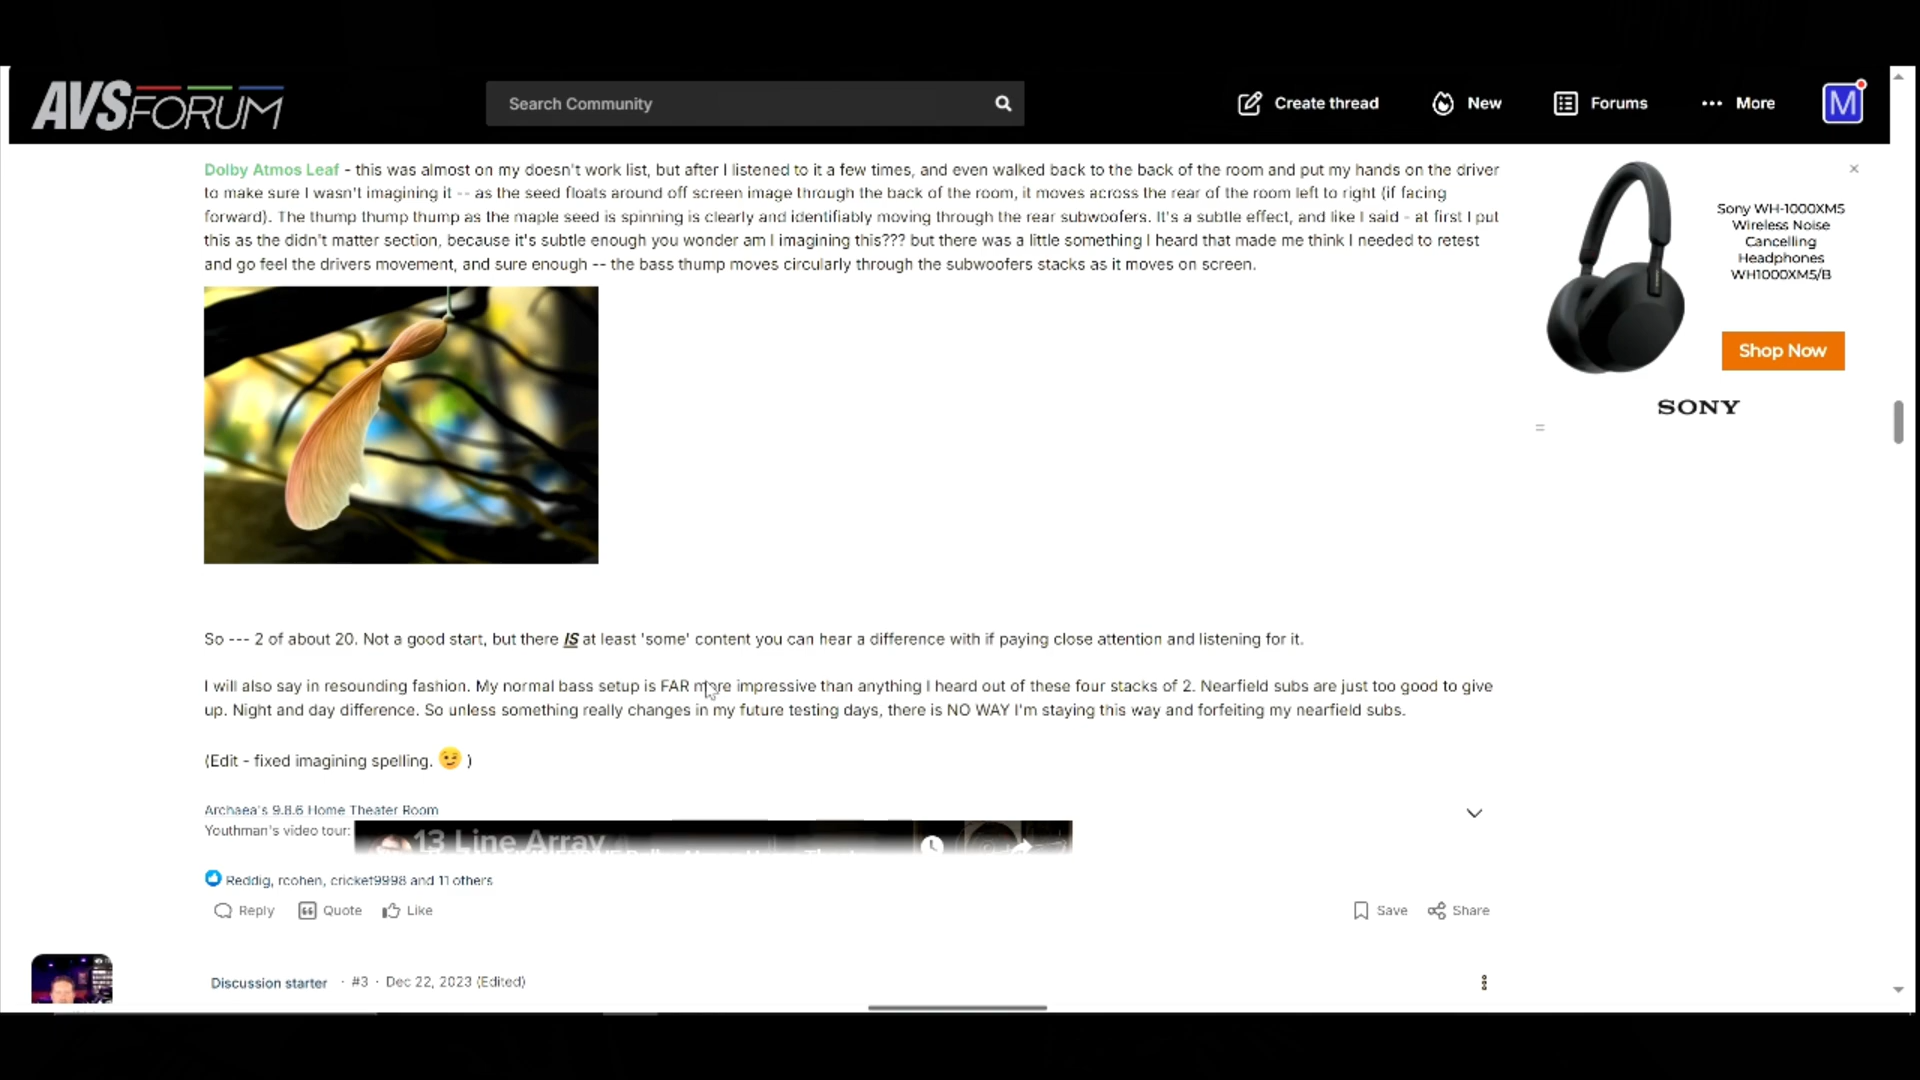 AVSFORUM
Search Community
Create thread
New
Forums
More
M
Dolby Atmos Leaf - this was almost on my doesn't work list, but after I listened to it a few times, and even walked back to the back of the room and put my hands on the driver
to make sure I wasn't imagining it -- as the seed floats around off screen image through the back of the room, it moves across the rear of the room left to right (if facing
forward). The thump thump thump as the maple seed is spinning is clearly and identifiably moving through the rear subwoofers. It's a subtle effect, and like I said - at first I put
this as the didn't matter section, because it's subtle enough you wonder am I imagining this??? but there was a little something I heard that made me think I needed to retest
and go feel the drivers movement, and sure enough -- the bass thump moves circularly through the subwoofers stacks as it moves on screen.
Sony WH-1000XM5
Wireless Noise
Cancelling
Headphones
WH1000XM5/B
Shop Now
SONY
So --- 2 of about 20. Not a good start, but there IS at least 'some' content you can hear a difference with if paying close attention and listening for it.
I will also say in resounding fashion. My normal bass setup is FAR more impressive than anything I heard out of these four stacks of 2. Nearfield subs are just too good to give
up. Night and day difference. So unless something really changes in my future testing days, there is NO WAY I'm staying this way and forfeiting my nearfield subs.
(Edit - fixed imagining spelling. 😉 )
Archaea's 9.8.6 Home Theater Room
Youthman's video tour:
13 Line Array
Reddig, rcohen, cricket9998 and 11 others
Reply
Quote
Like
Save
Share
Discussion starter · #3 · Dec 22, 2023 (Edited)